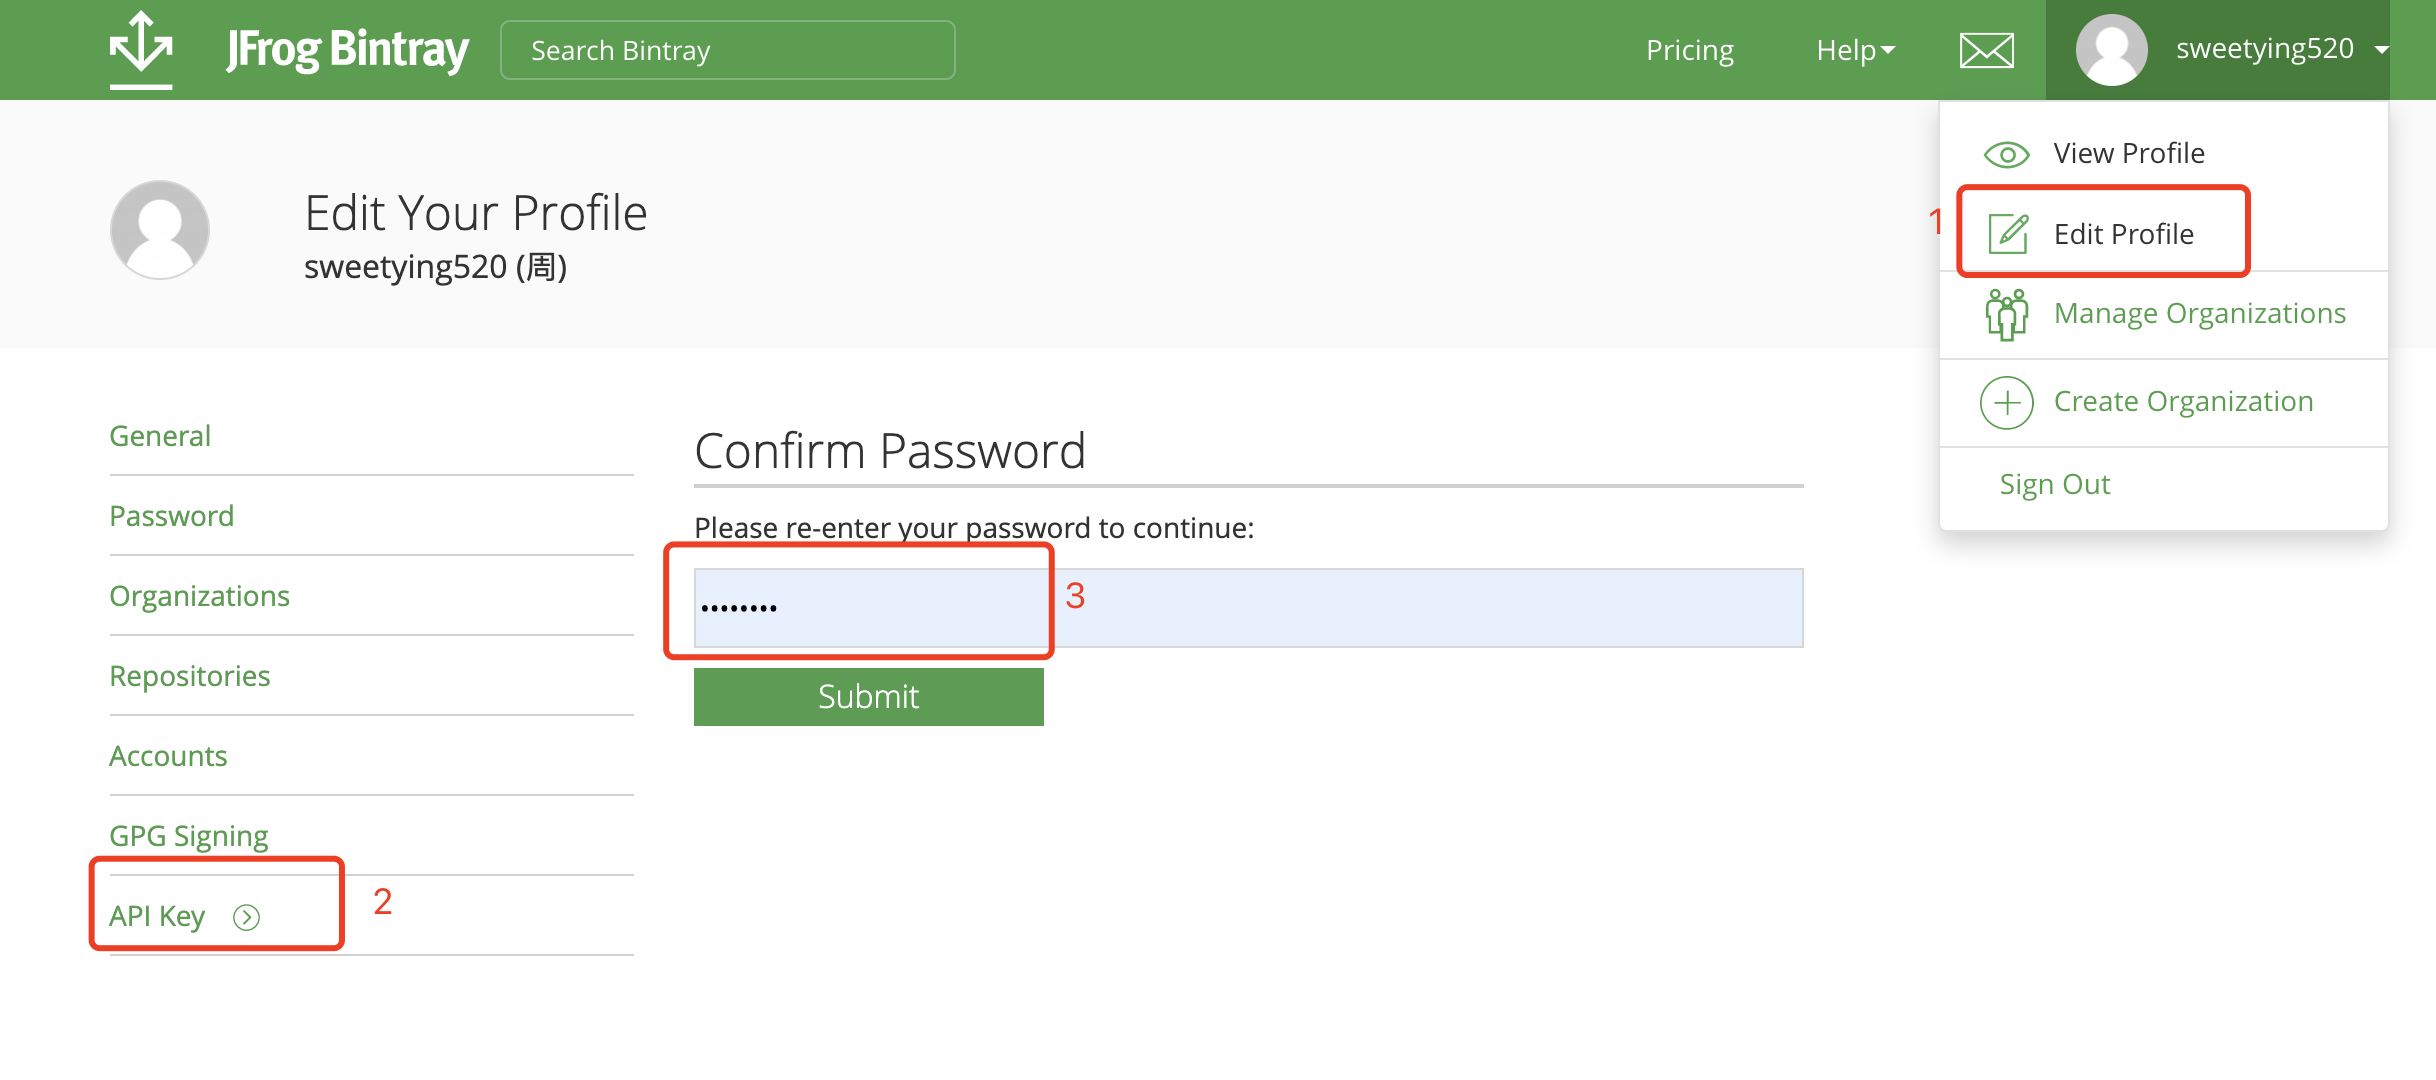 JFrog Bintray
Search Bintray
Pricing
Help
sweetying520
View Profile
1
Edit Profile
Manage Organizations
Create Organization
Sign Out
Edit Your Profile
sweetying520 (周)
General
Password
Organizations
Repositories
Accounts
GPG Signing
API Key
2
Confirm Password
Please re-enter your password to continue:
••••••••
3
Submit